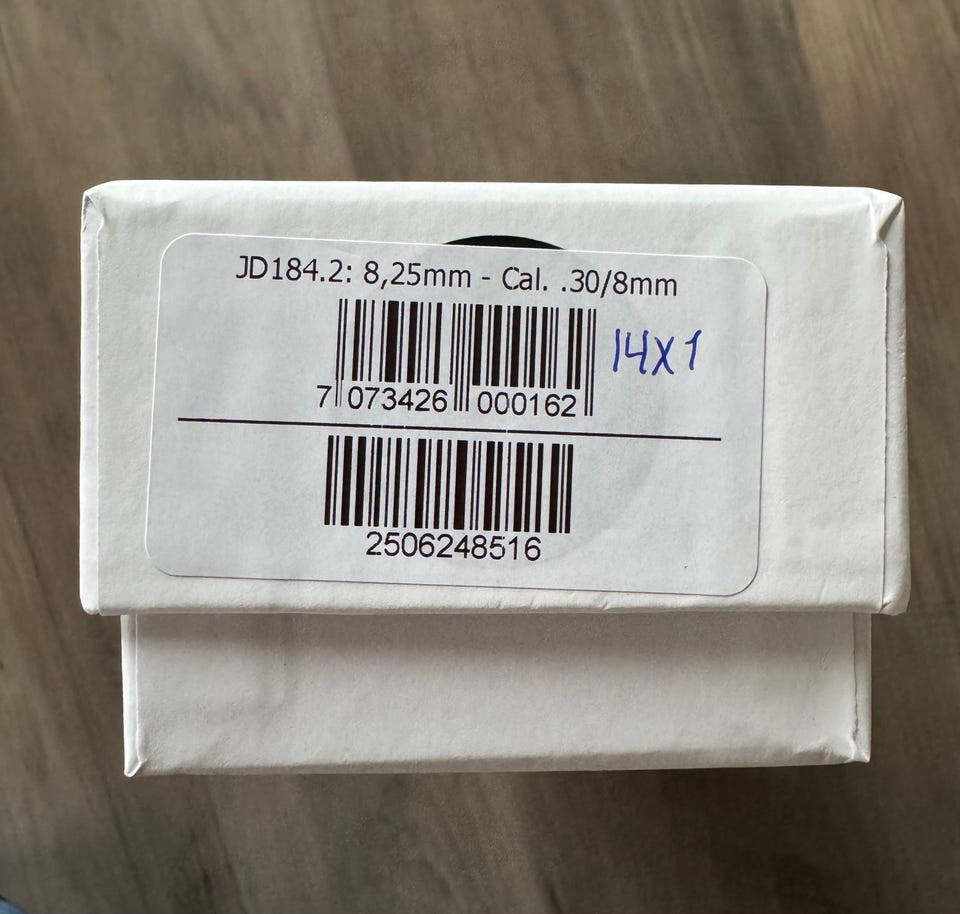 JD184.2: 8,25mm - Cal. .30/8mm
14x1
7 073426 000162
2506248516